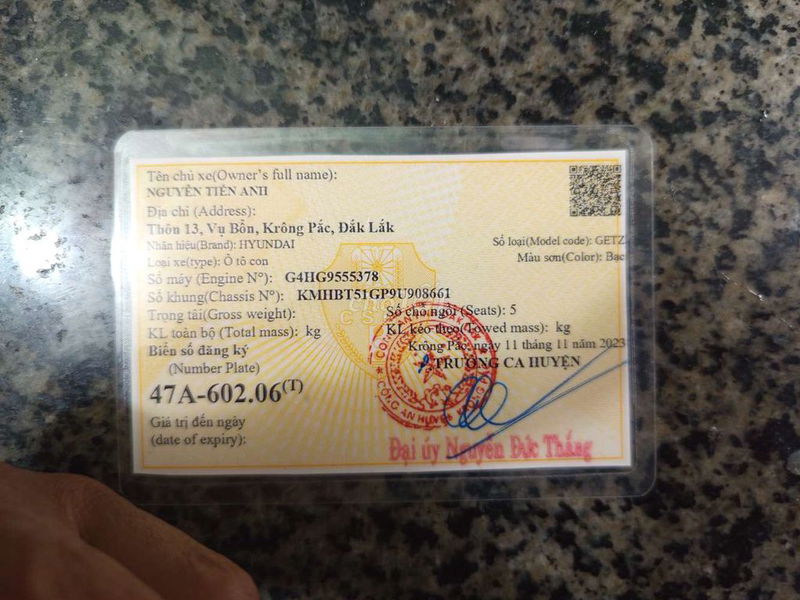 Tên chủ xe(Owner's full name):
NGUYỄN TIẾN ANH
Địa chỉ (Address):
Thôn 13, Vụ Bổn, Krông Pắc, Đắk Lắk
Nhãn hiệu(Brand): HYUNDAI
Số loại(Model code): GETZ
Loại xe(type): Ô tô con
Màu sơn(Color): Bạc
Số máy (Engine N°): G4HG9555378
Số khung(Chassis N°): KMHBT51GP9U908661
Trọng tải(Gross weight):
Số chỗ ngồi (Seats): 5
KL toàn bộ (Total mass): kg
KL kéo theo(Towed mass): kg
Biển số đăng ký
(Number Plate)
Krông Pắc, ngày 11 tháng 11 năm 2023
TRƯỞNG CA HUYỆN
47A-602.06(T)
Giá trị đến ngày
(date of expiry):
Đại úy Nguyễn Đức Thắng